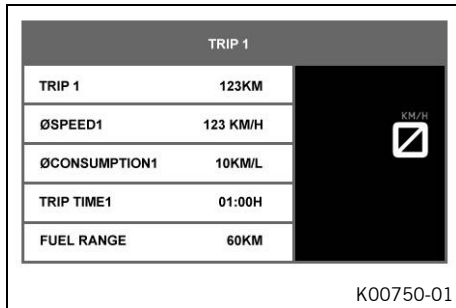 TRIP 1
TRIP 1 123KM
ØSPEED1 123 KM/H
ØCONSUMPTION1 10KM/L
TRIP TIME1 01:00H
FUEL RANGE 60KM
KM/H
0
K00750-01